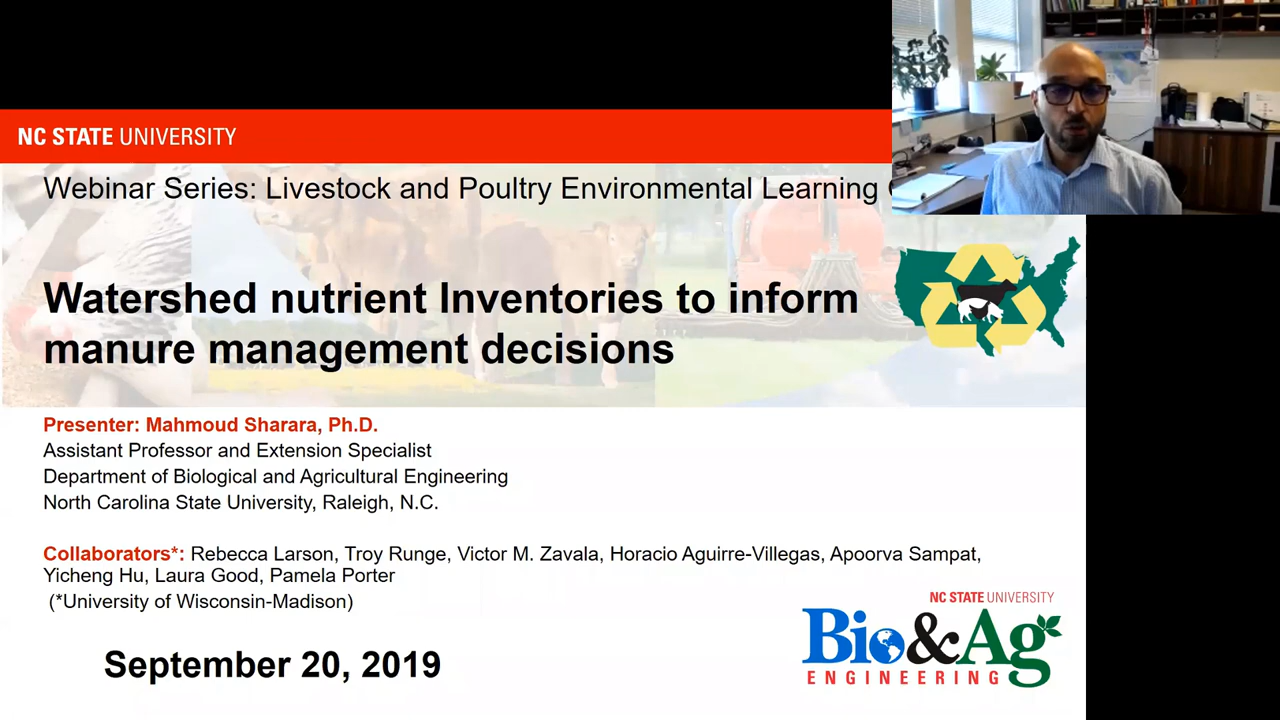 NC STATE UNIVERSITY
Webinar Series: Livestock and Poultry Environmental Learning
Watershed nutrient Inventories to inform
manure management decisions
Presenter: Mahmoud Sharara, Ph.D.
Assistant Professor and Extension Specialist
Department of Biological and Agricultural Engineering
North Carolina State University, Raleigh, N.C.
Collaborators*: Rebecca Larson, Troy Runge, Victor M. Zavala, Horacio Aguirre-Villegas, Apoorva Sampat,
Yicheng Hu, Laura Good, Pamela Porter
(*University of Wisconsin-Madison)
September 20, 2019
NC STATE UNIVERSITY
Bio&Ag
ENGINEERING